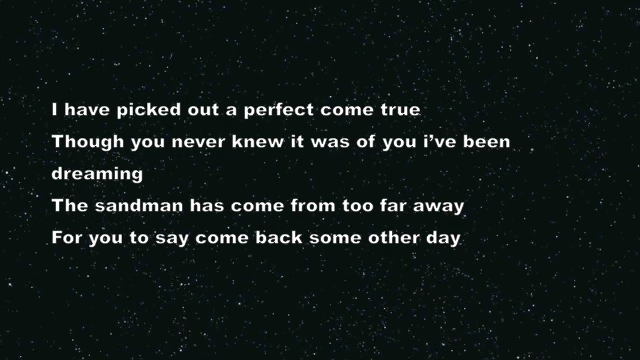 I have picked out a perfect come true
Though you never knew it was of you i’ve been
dreaming
The sandman has come from too far away
For you to say come back some other day